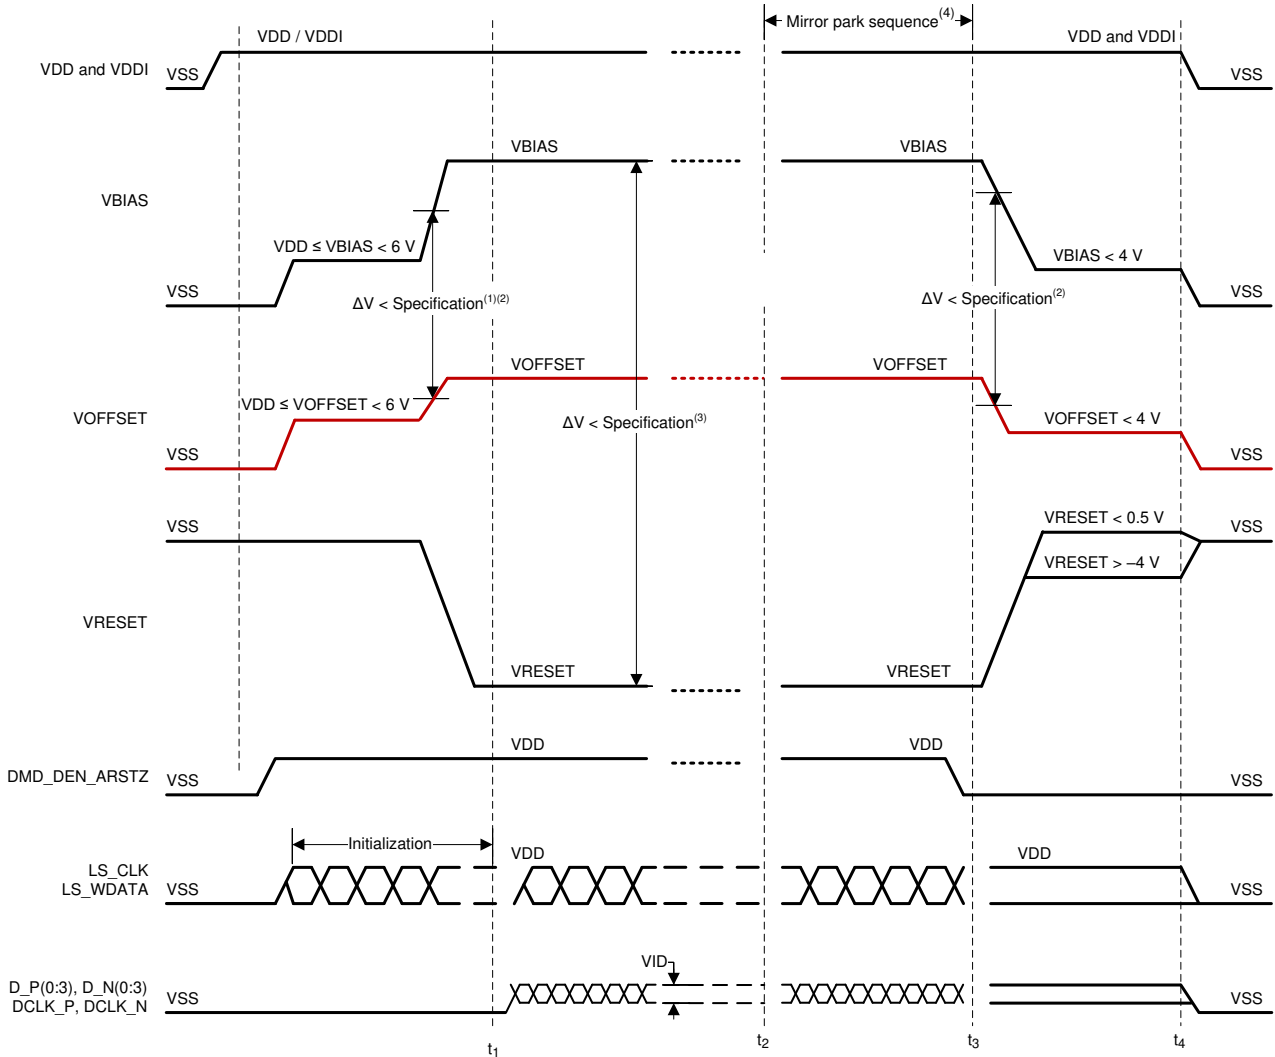 Mirror park sequence(4)
VDD / VDDI
VDD and VDDI
VDD and VDDI
VSS
VSS
VBIAS
VBIAS
VBIAS
VDD ≤ VBIAS < 6 V
VBIAS < 4 V
VSS
ΔV < Specification(1)(2)
ΔV < Specification(2)
VSS
VOFFSET
VOFFSET
VOFFSET
VDD ≤ VOFFSET < 6 V
ΔV < Specification(3)
VOFFSET < 4 V
VSS
VSS
VSS
VRESET < 0.5 V
VSS
VRESET > –4 V
VRESET
VRESET
VRESET
VDD
VDD
DMD_DEN_ARSTZ
VSS
VSS
Initialization
VDD
VDD
LS_CLK
LS_WDATA
VSS
VSS
VID
D_P(0:3), D_N(0:3)
DCLK_P, DCLK_N
VSS
VSS
t1
t2
t3
t4